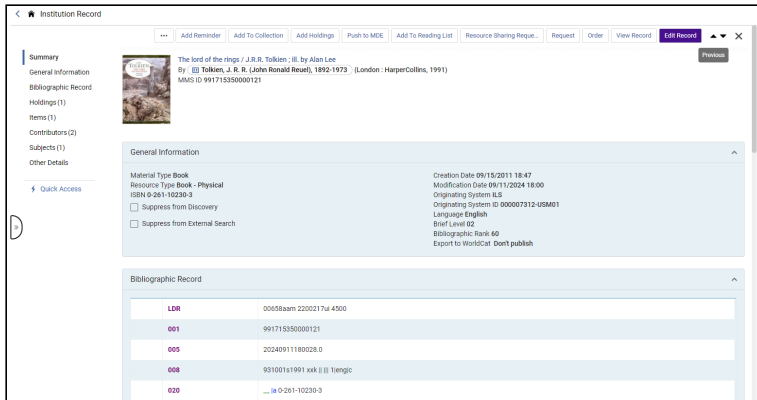 Institution Record
Add Reminder Add To Collection Add Holdings Push to MDE Add To Reading List Resource Sharing Reque... Request Order View Record Edit Record
Previous
Summary
General Information
Bibliographic Record
Holdings (1)
Items (1)
Contributors (2)
Subjects (1)
Other Details
Quick Access
TOLKIEN
The lord of the rings / J.R.R. Tolkien ; ill. by Alan Lee
By Tolkien, J. R. R. (John Ronald Reuel), 1892-1973 (London : HarperCollins, 1991)
MMS ID 991715350000121
General Information
Material Type Book
Resource Type Book - Physical
ISBN 0-261-10230-3
Suppress from Discovery
Suppress from External Search
Creation Date 09/15/2011 18:47
Modification Date 09/11/2024 18:00
Originating System ILS
Originating System ID 000007312-USM01
Language English
Brief Level 02
Bibliographic Rank 60
Export to WorldCat Don't publish
Bibliographic Record
LDR 00658aam 2200217ui 4500
001 991715350000121
005 20240911180028.0
008 931001s1991 xxk || ||| 1|eng|c
020 __ |a 0-261-10230-3